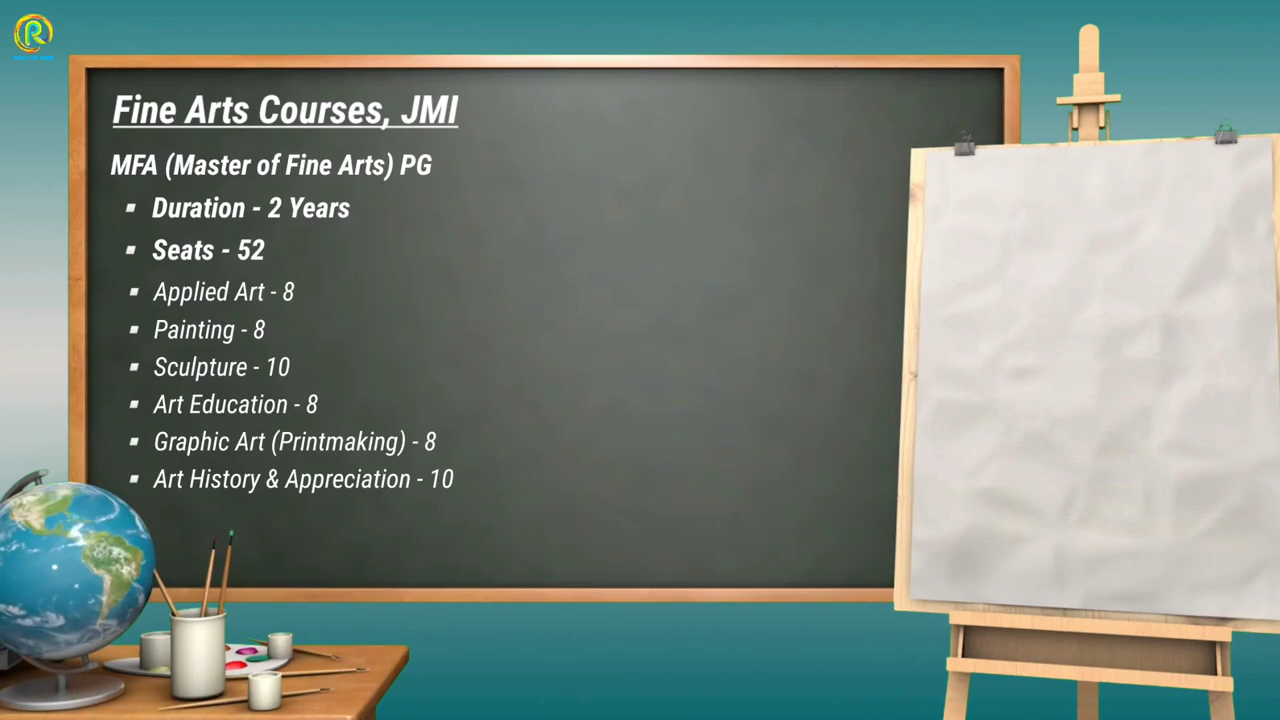 Fine Arts Courses, JMI
MFA (Master of Fine Arts) PG
▪ Duration - 2 Years
▪ Seats - 52
▪ Applied Art - 8
▪ Painting - 8
▪ Sculpture - 10
▪ Art Education - 8
▪ Graphic Art (Printmaking) - 8
▪ Art History & Appreciation - 10